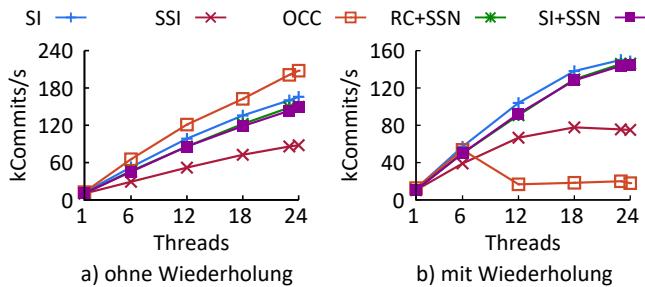 SI SSI OCC RC+SSN SI+SSN
kCommits/s
240
180
120
60
0
1 6 12 18 24
Threads
a) ohne Wiederholung
kCommits/s
160
120
80
40
0
1 6 12 18 24
Threads
b) mit Wiederholung